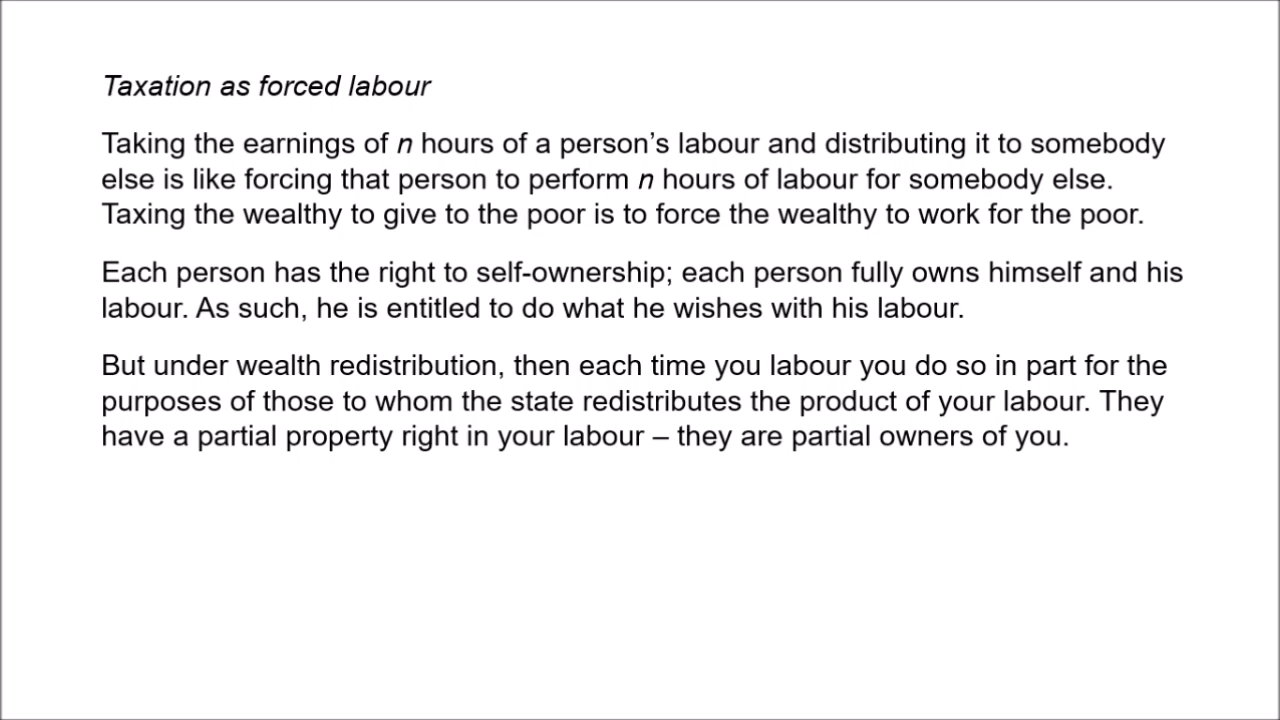 Taxation as forced labour
Taking the earnings of n hours of a person’s labour and distributing it to somebody
else is like forcing that person to perform n hours of labour for somebody else.
Taxing the wealthy to give to the poor is to force the wealthy to work for the poor.
Each person has the right to self-ownership; each person fully owns himself and his
labour. As such, he is entitled to do what he wishes with his labour.
But under wealth redistribution, then each time you labour you do so in part for the
purposes of those to whom the state redistributes the product of your labour. They
have a partial property right in your labour – they are partial owners of you.